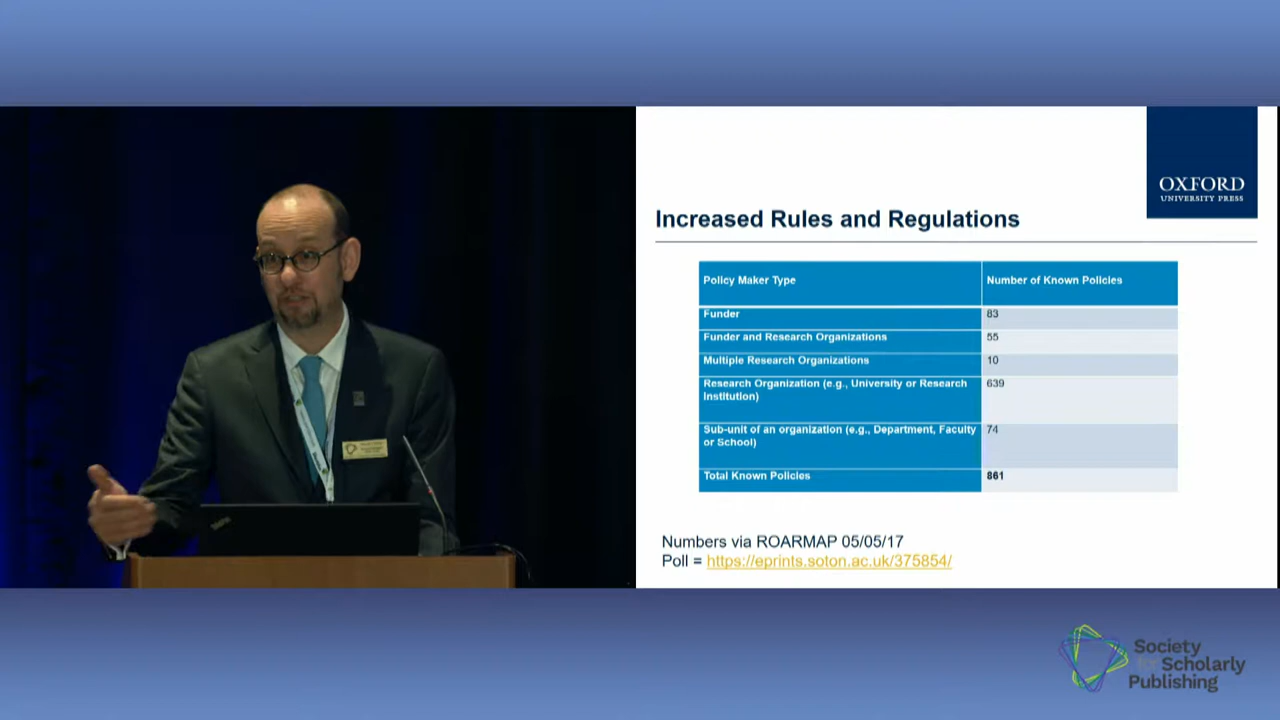 OXFORD
UNIVERSITY PRESS
Increased Rules and Regulations
Policy Maker Type Number of Known Policies
Funder 83
Funder and Research Organizations 55
Multiple Research Organizations 10
Research Organization (e.g., University or Research 639
Institution)
Sub-unit of an organization (e.g., Department, Faculty 74
or School)
Total Known Policies 861
Numbers via ROARMAP 05/05/17
Poll = https://eprints.soton.ac.uk/375854/
Society
for Scholarly
Publishing